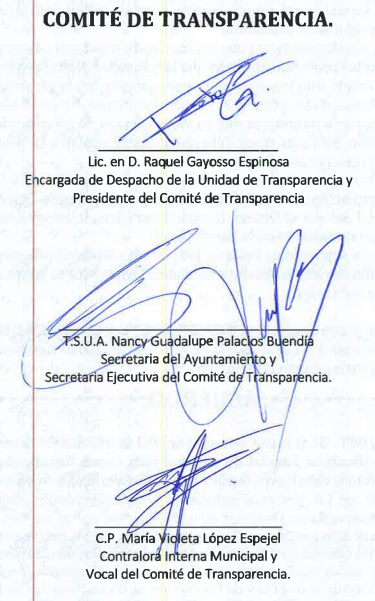 COMITÉ DE TRANSPARENCIA.
Lic. en D. Raquel Gayosso Espinosa
Encargada de Despacho de la Unidad de Transparencia y
Presidente del Comité de Transparencia
T.S.U.A. Nancy Guadalupe Palacios Buendía
Secretaria del Ayuntamiento y
Secretaria Ejecutiva del Comité de Transparencia.
C.P. María Violeta López Espejel
Contralora Interna Municipal y
Vocal del Comité de Transparencia.